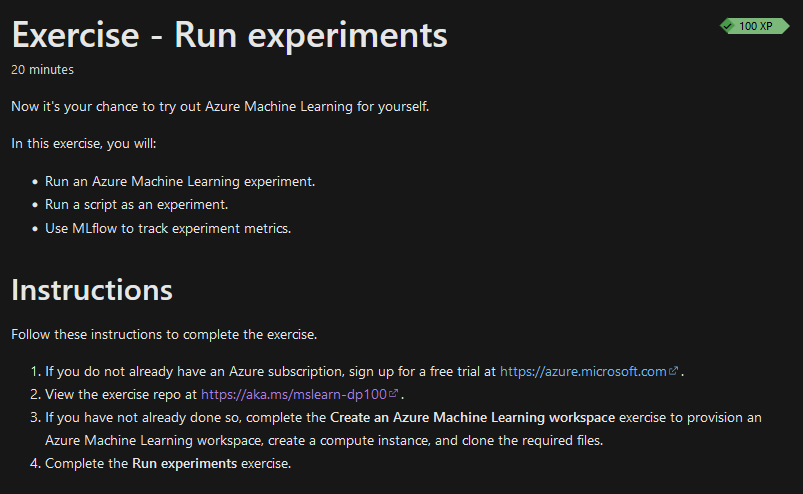 Exercise - Run experiments
100 XP
20 minutes
Now it's your chance to try out Azure Machine Learning for yourself.
In this exercise, you will:
• Run an Azure Machine Learning experiment.
• Run a script as an experiment.
• Use MLflow to track experiment metrics.
Instructions
Follow these instructions to complete the exercise.
1. If you do not already have an Azure subscription, sign up for a free trial at https://azure.microsoft.com .
2. View the exercise repo at https://aka.ms/mslearn-dp100 .
3. If you have not already done so, complete the Create an Azure Machine Learning workspace exercise to provision an
Azure Machine Learning workspace, create a compute instance, and clone the required files.
4. Complete the Run experiments exercise.